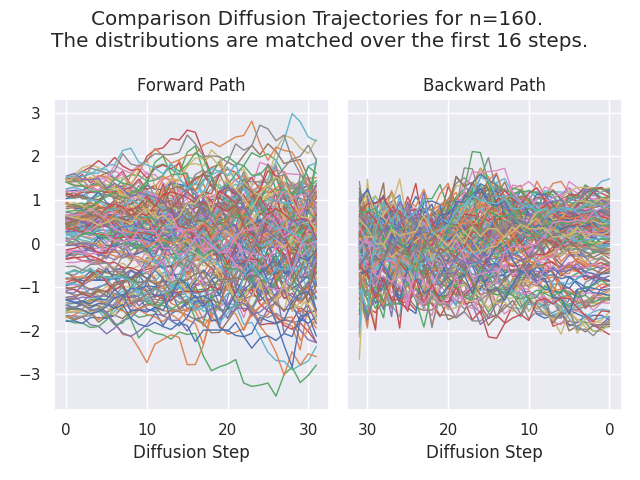 Comparison Diffusion Trajectories for n=160.
The distributions are matched over the first 16 steps.
Forward Path
Backward Path
3
2
1
0
−1
−2
−3
0 10 20 30
30 20 10 0
Diffusion Step
Diffusion Step